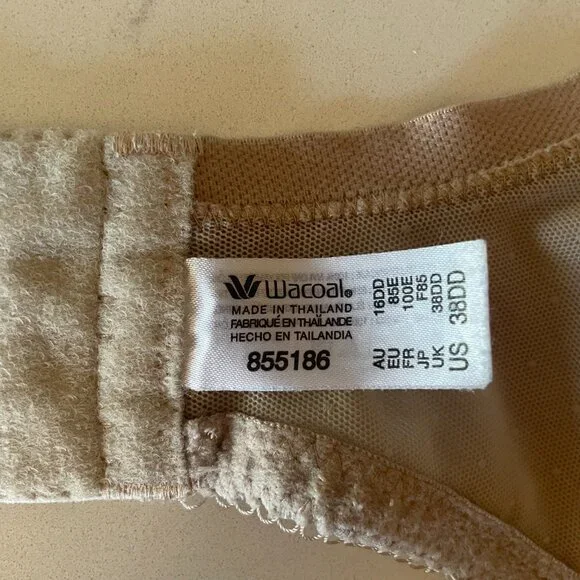 Wacoal®
MADE IN THAILAND
FABRIQUÉ EN THAÏLANDE
HECHO EN TAILANDIA
855186
AU 16DD
EU 85E
FR 100E
JP F85
UK 38DD
US 38DD